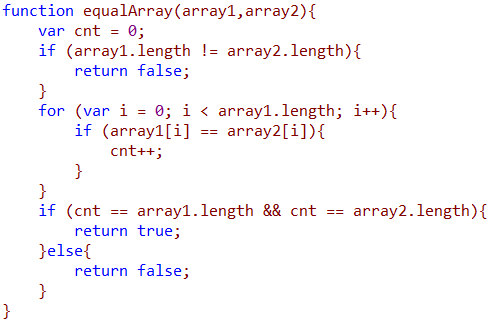 function equalArray(array1,array2){
    var cnt = 0;
    if (array1.length != array2.length){
        return false;
    }
    for (var i = 0; i < array1.length; i++){
        if (array1[i] == array2[i]){
            cnt++;
        }
    }
    if (cnt == array1.length && cnt == array2.length){
        return true;
    }else{
        return false;
    }
}